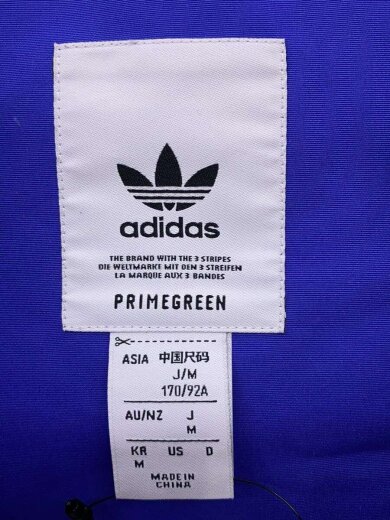 adidas
THE BRAND WITH THE 3 STRIPES
DIE WELTMARKE MIT DEN 3 STREIFEN
LA MARQUE AUX 3 BANDES
PRIMEGREEN
ASIA 中国尺码
J/M
170/92A
AU/NZ J
M
KR US D
M
MADE IN
CHINA